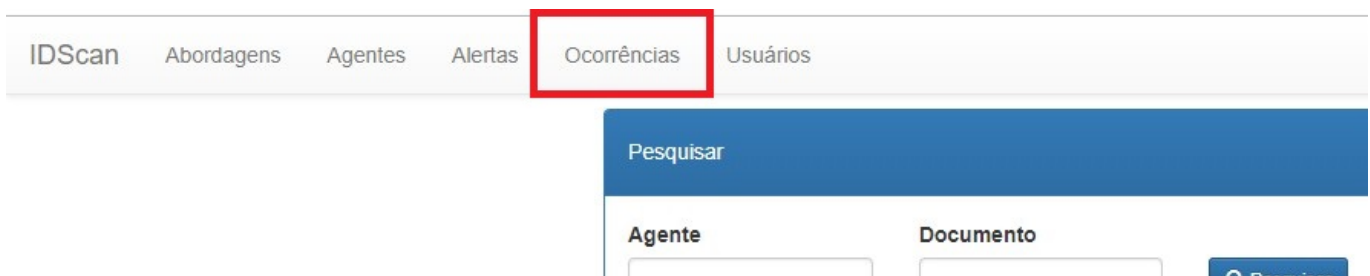 IDScan Abordagens Agentes Alertas Ocorrências Usuários
Pesquisar
Agente Documento